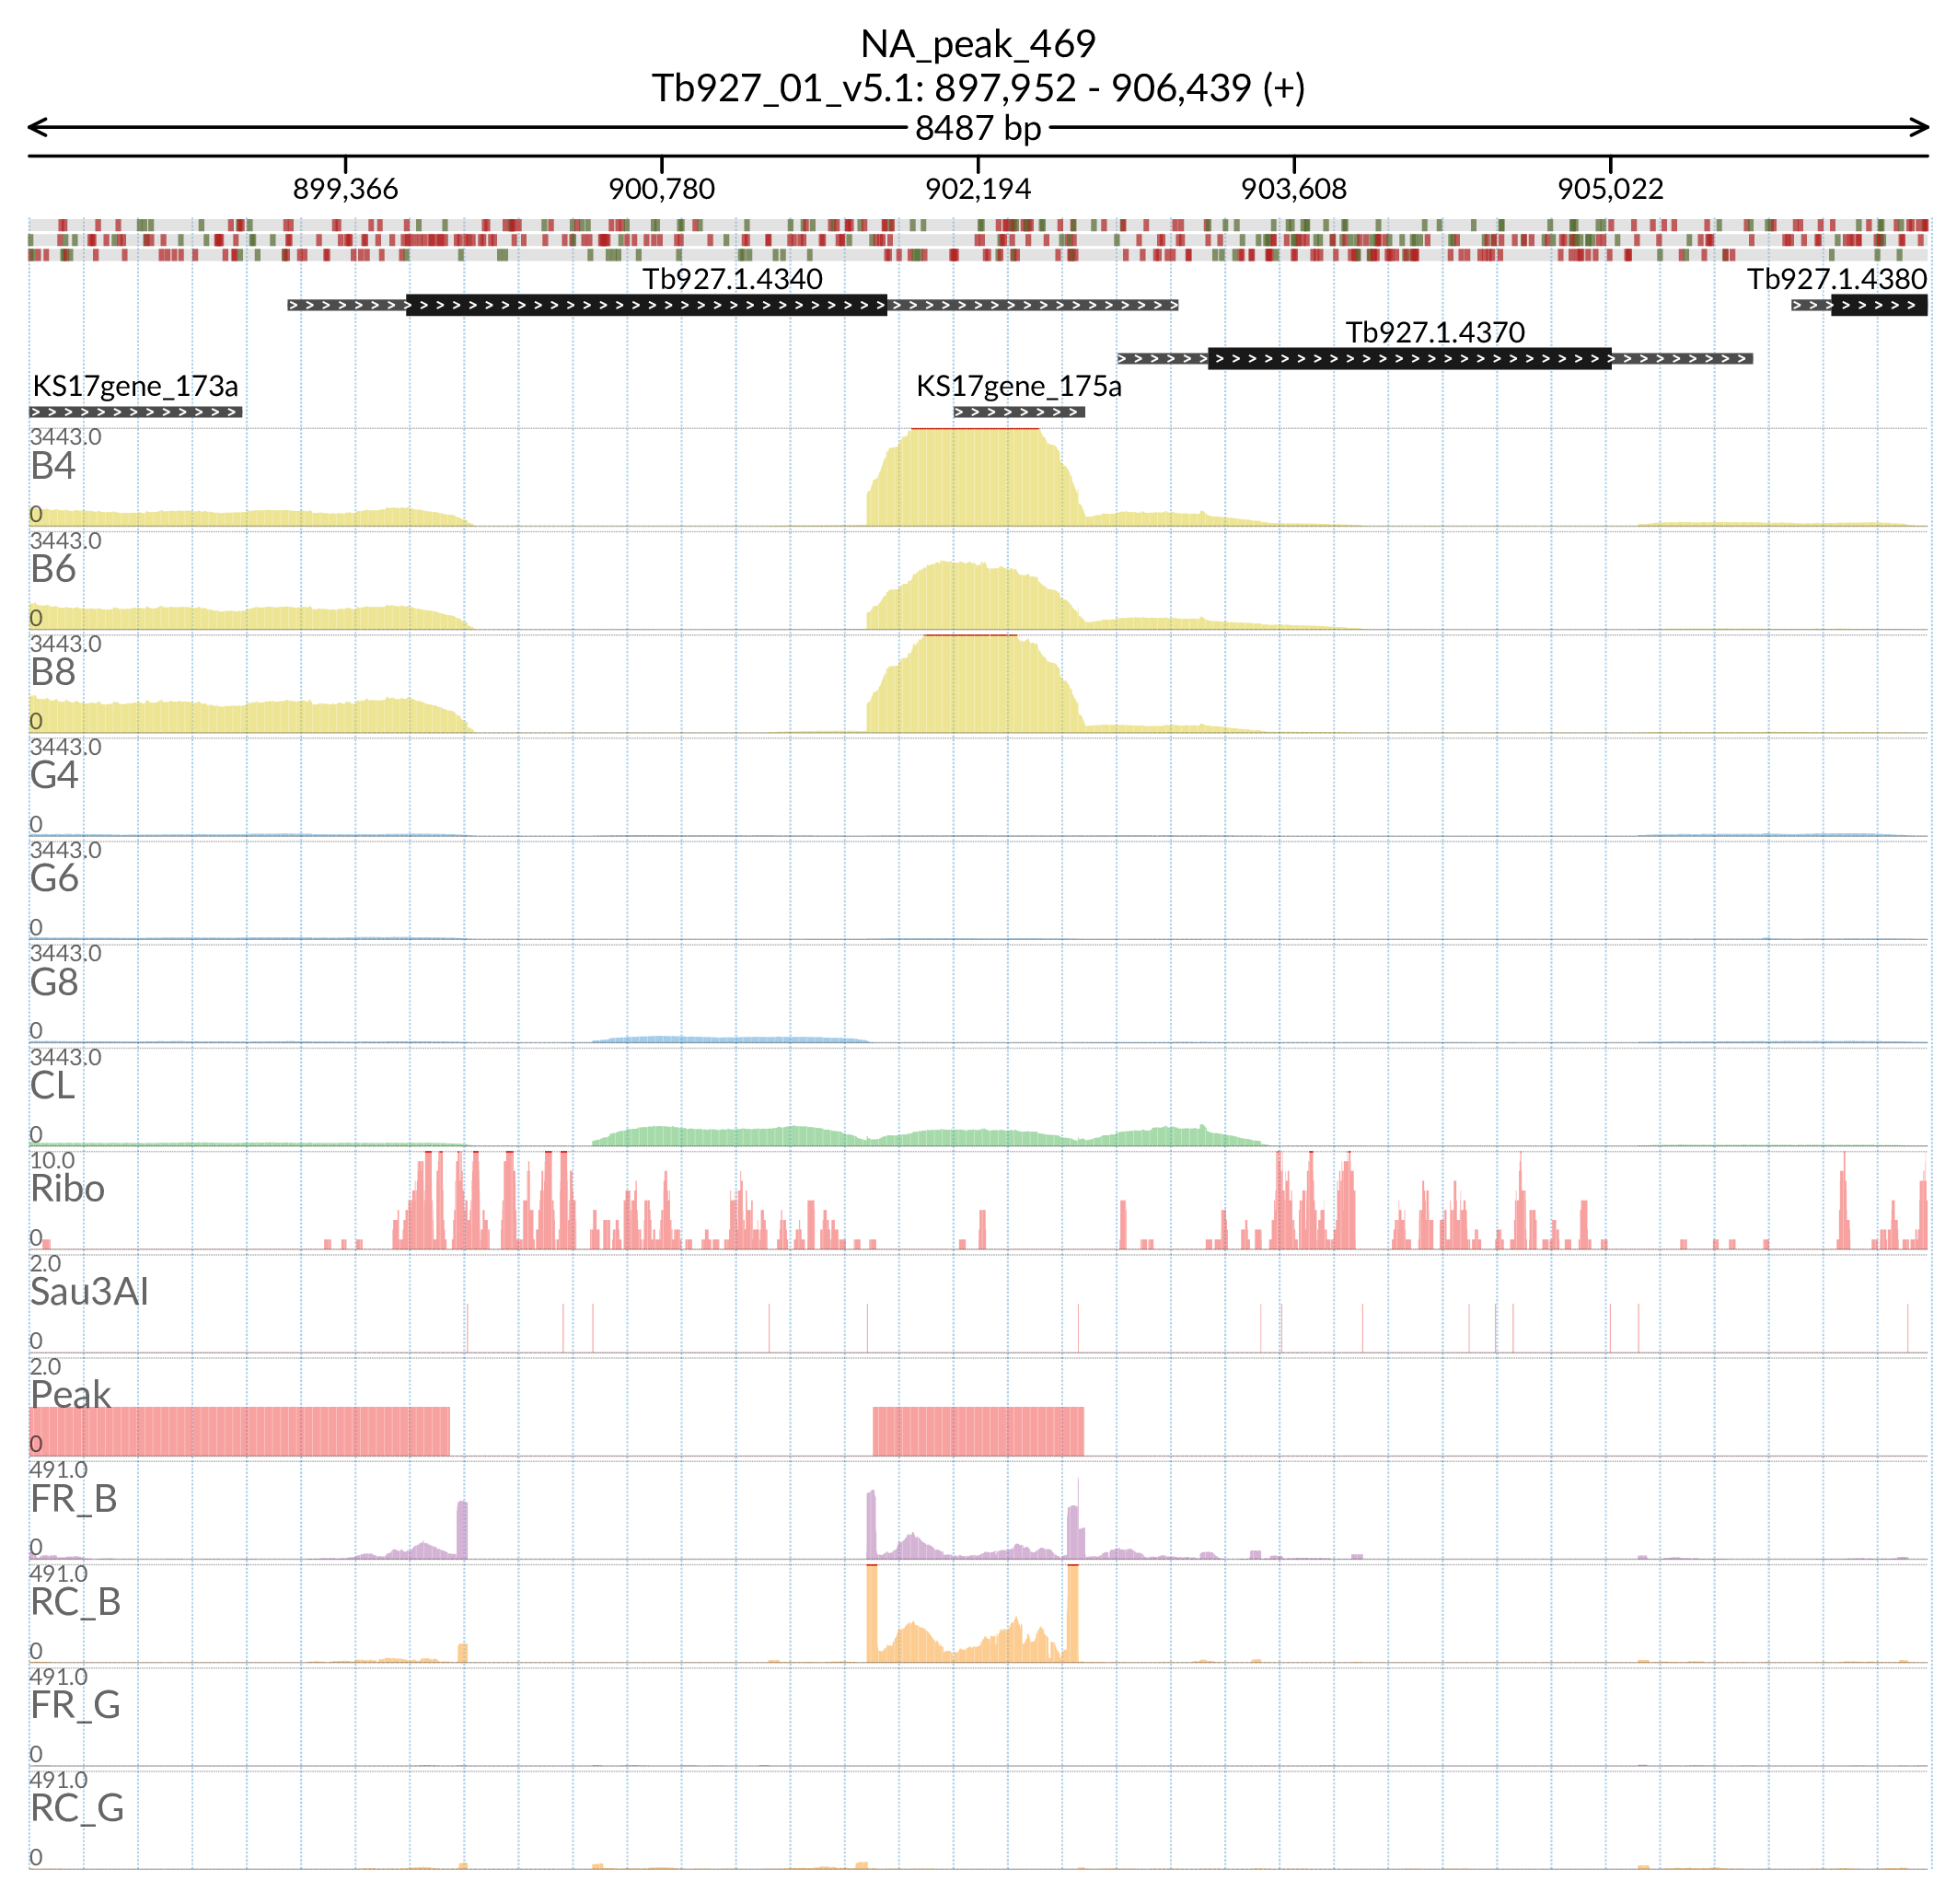 NA_peak_469
Tb927_01_v5.1: 897,952 - 906,439 (+)
8487 bp
899,366 900,780 902,194 903,608 905,022
Tb927.1.4340 Tb927.1.4380
Tb927.1.4370
KS17gene_173a KS17gene_175a
3443.0
B4
0
3443.0
B6
0
3443.0
B8
0
3443.0
G4
0
3443.0
G6
0
3443.0
G8
0
3443.0
CL
0
10.0
Ribo
0
2.0
Sau3AI
0
2.0
Peak
0
491.0
FR_B
0
491.0
RC_B
0
491.0
FR_G
0
491.0
RC_G
0